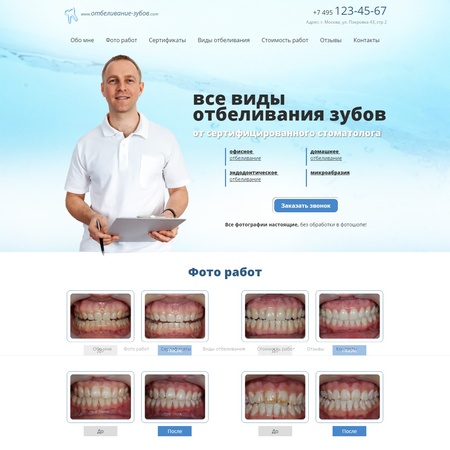 www.отбеливание-зубов.com
+7 495 123-45-67
Адрес: г. Москва, ул. Покровка 43, стр 2
Обо мне Фото работ Сертификаты Виды отбеливания Стоимость работ Отзывы Контакты
все виды
отбеливания зубов
от сертифицированного стоматолога
офисное
отбеливание
домашнее
отбеливание
эндодонтическое
отбеливание
микроабразия
Заказать звонок
Все фотографии настоящие, без обработки в фотошопе!
Фото работ
Обо мне Фото работ Сертификаты Виды отбеливания Стоимость работ Отзывы Контакты
До После До После
До После До После